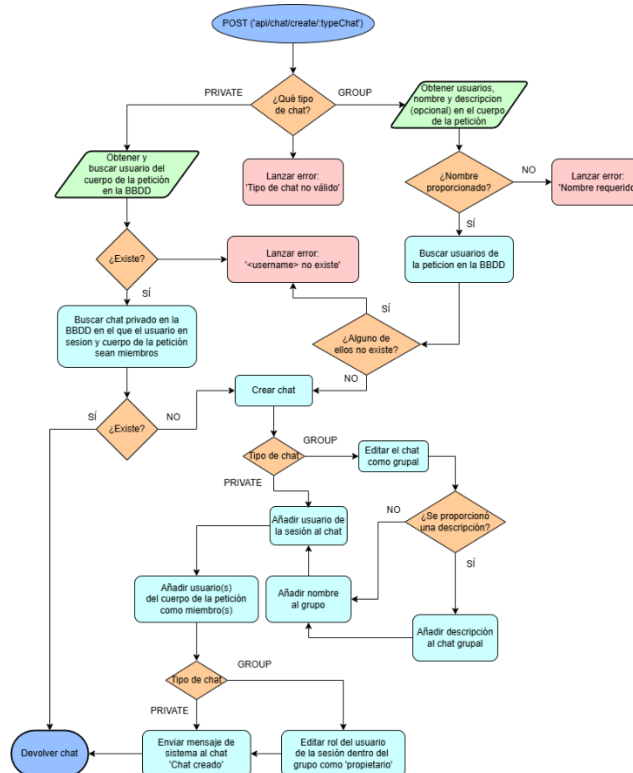 POST ('api/chat/create/:typeChat')
PRIVATE
¿Qué tipo
de chat?
GROUP
Obtener usuarios,
nombre y descripcion
(opcional) en el cuerpo
de la petición
Obtener y
buscar usuario del
cuerpo de la petición
en la BBDD
Lanzar error:
'Tipo de chat no válido'
¿Nombre
proporcionado?
NO
Lanzar error:
'Nombre requerido
SÍ
¿Existe?
Lanzar error:
'<username> no existe'
Buscar usuarios de
la peticion en la BBDD
SÍ
Buscar chat privado en la
BBDD en el que el usuario en
sesion y cuerpo de la petición
sean miembros
SÍ
¿Alguno de
ellos no existe?
NO
SÍ
¿Existe?
NO
Crear chat
Tipo de chat
GROUP
Editar el chat
como grupal
PRIVATE
Añadir usuario de
la sesión al chat
NO
¿Se proporcionó
una descripción?
SÍ
Añadir usuario(s)
del cuerpo de la petición
como miembro(s)
Añadir nombre
al grupo
Añadir descripción
al chat grupal
Tipo de chat
GROUP
PRIVATE
Devolver chat
Enviar mensaje de
sistema al chat
'Chat creado'
Editar rol del usuario
de la sesión dentro del
grupo como 'propietario'